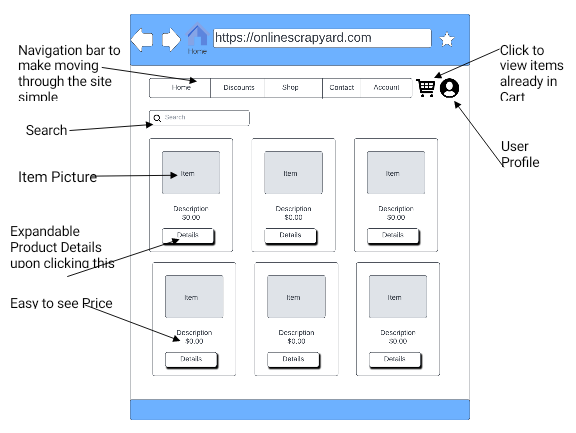 https://onlinescrapyard.com
Home
Navigation bar to
make moving
through the site
simple
Click to
view items
already in
Cart
Home Discounts Shop Contact Account
Search
Search
User
Profile
Item Picture
Item Item Item
Description Description Description
$0.00 $0.00 $0.00
Details Details Details
Expandable
Product Details
upon clicking this
Easy to see Price
Item Item Item
Description Description Description
$0.00 $0.00 $0.00
Details Details Details